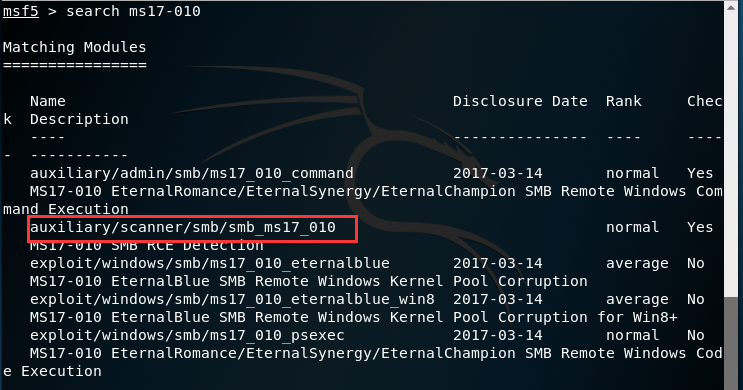 msf5 > search ms17-010
Matching Modules
================
Name Disclosure Date Rank Chec
k Description
---- --------------- ---- ----
- -----------
auxiliary/admin/smb/ms17_010_command 2017-03-14 normal Yes
MS17-010 EternalRomance/EternalSynergy/EternalChampion SMB Remote Windows Com
mand Execution
auxiliary/scanner/smb/smb_ms17_010 normal Yes
MS17-010 SMB RCE Detection
exploit/windows/smb/ms17_010_eternalblue 2017-03-14 average No
MS17-010 EternalBlue SMB Remote Windows Kernel Pool Corruption
exploit/windows/smb/ms17_010_eternalblue_win8 2017-03-14 average No
MS17-010 EternalBlue SMB Remote Windows Kernel Pool Corruption for Win8+
exploit/windows/smb/ms17_010_psexec 2017-03-14 normal No
MS17-010 EternalRomance/EternalSynergy/EternalChampion SMB Remote Windows Cod
e Execution